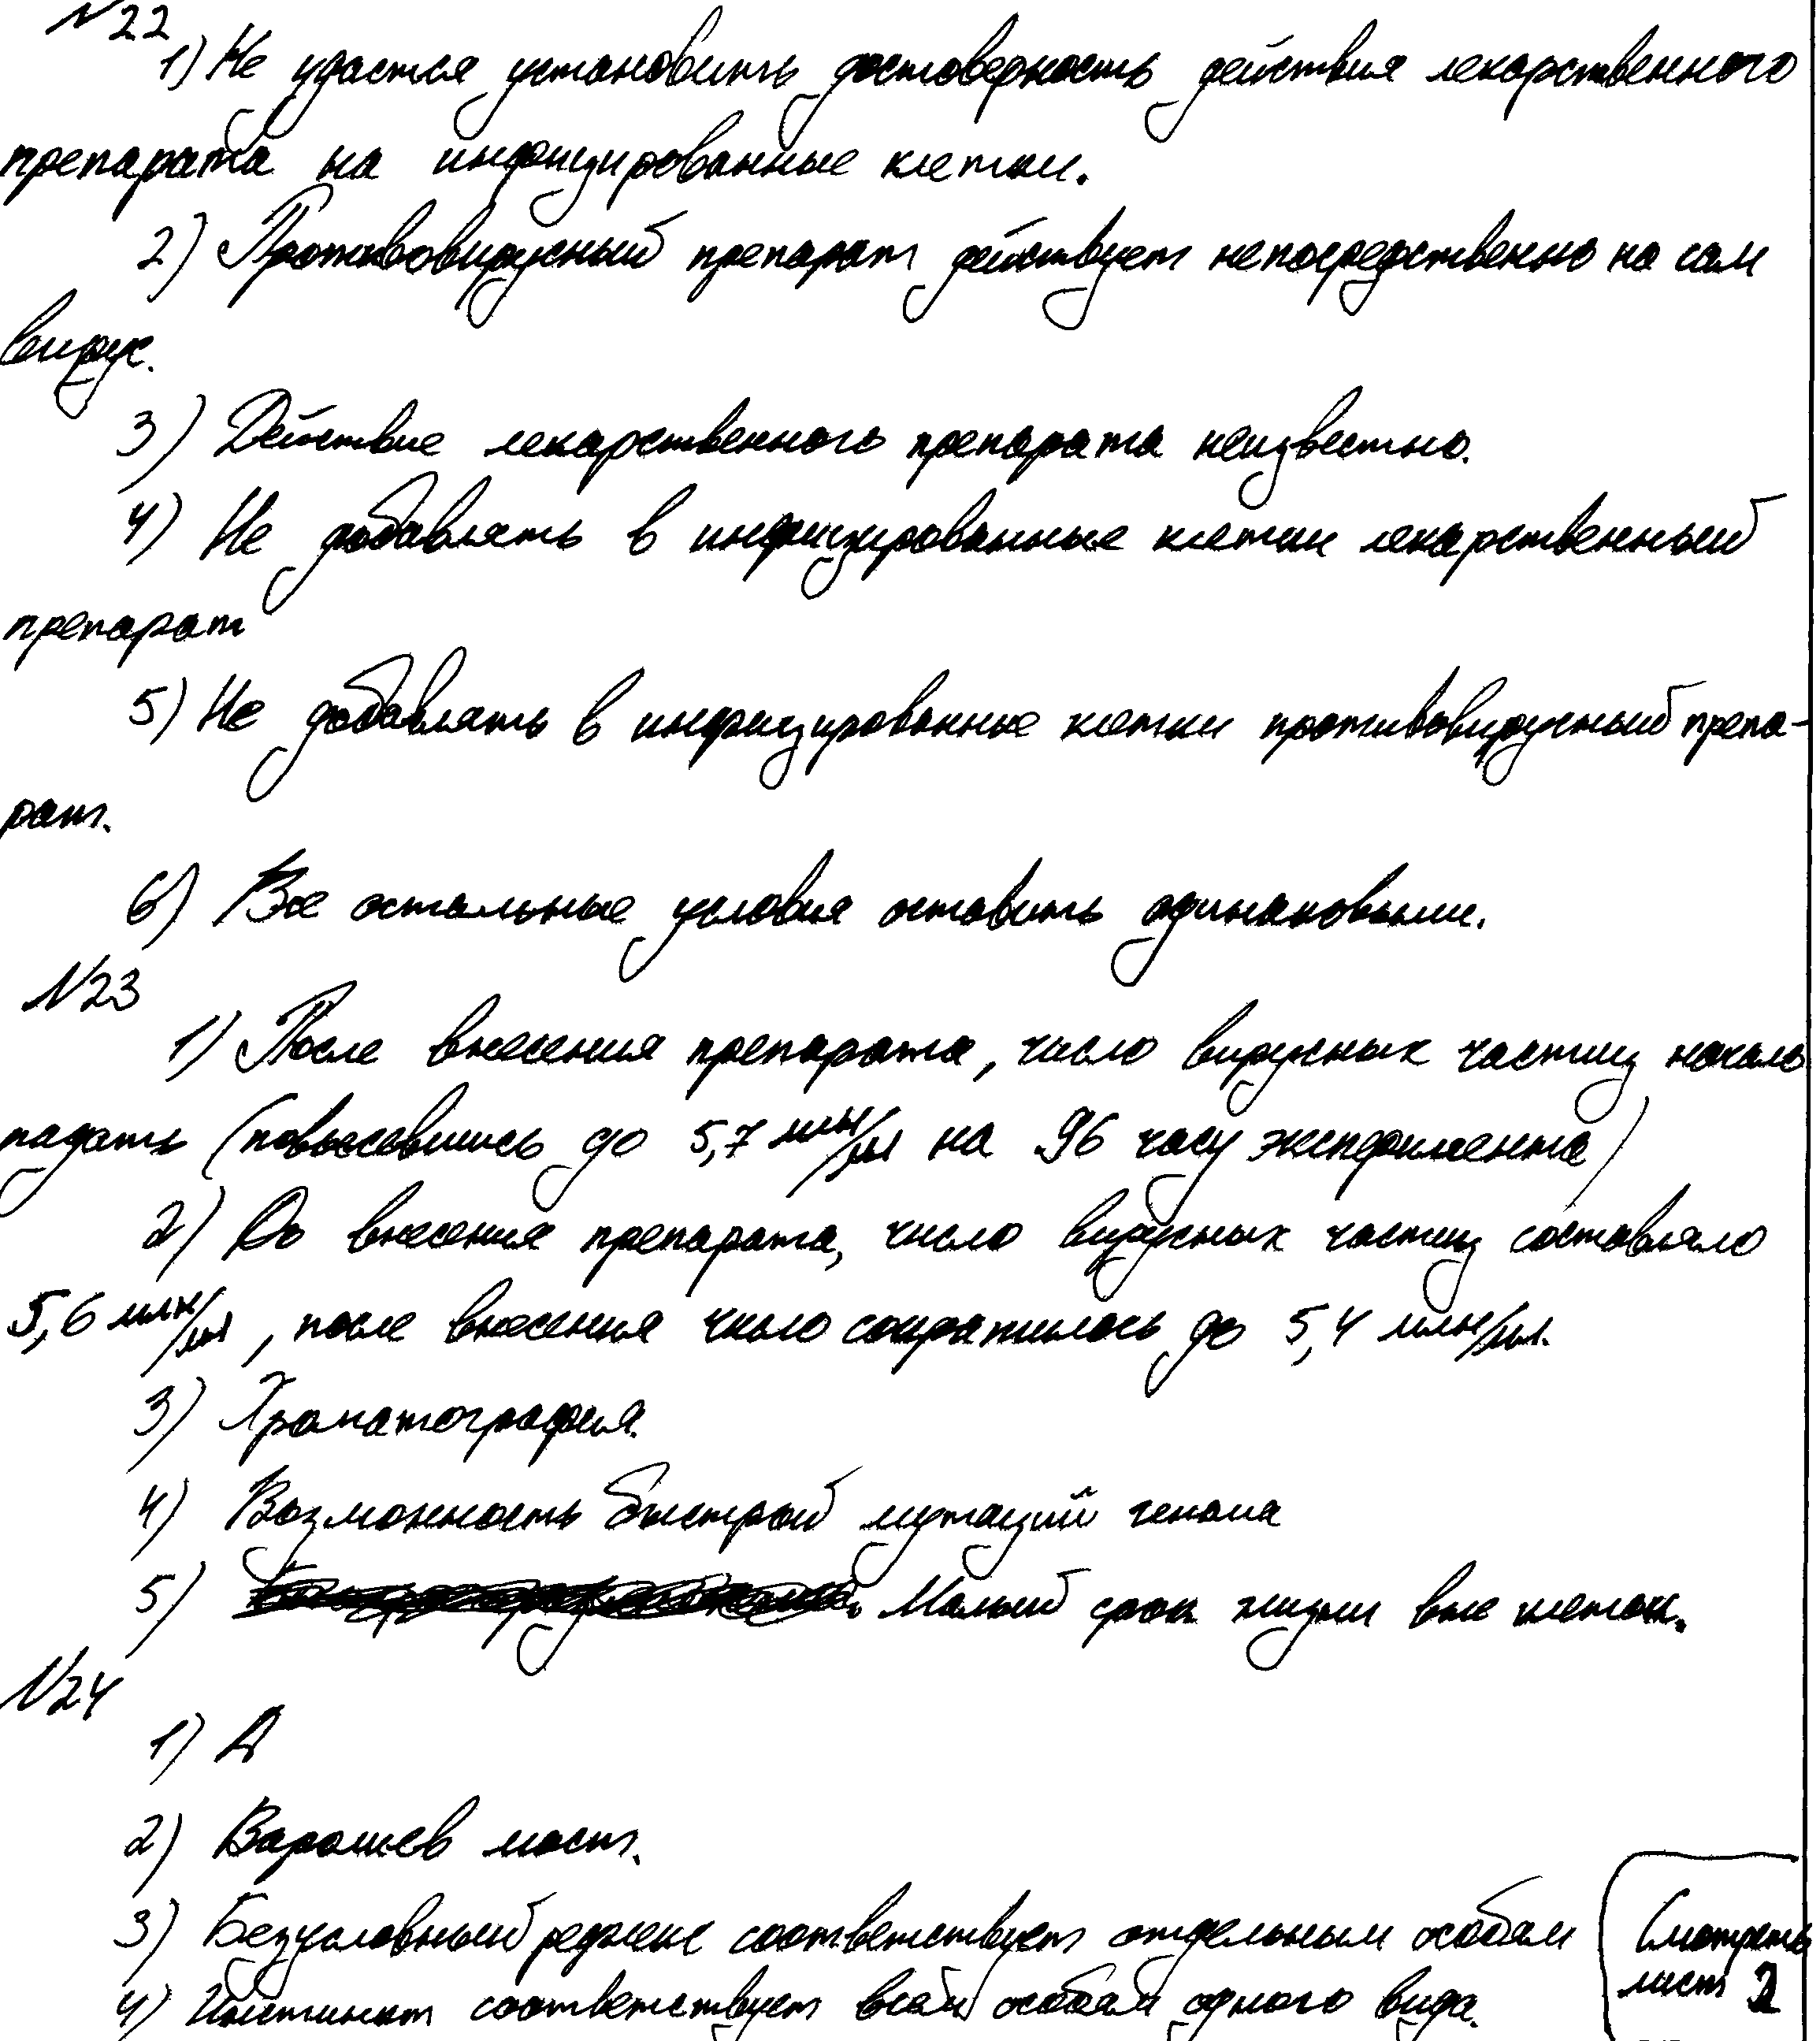 №22
1) Не удастся установить достоверность действия лекарственного
препарата на инфицированные клетки.
2) Противовирусный препарат действует непосредственно на сам
вирус.
3) Действие лекарственного препарата неизвестно.
4) Не добавлять в инфицированные клетки лекарственный
препарат
5) Не добавлять в инфицированные клетки противовирусный препа-
рат.
6) Все остальные условия оставить одинаковыми.
№23
1) После внесения препарата, число вирусных частиц начало
падать (повысившись до 5,7 млн/мл на 96 часу эксперимента)
2) До внесения препарата, число вирусных частиц составляло
5,6 млн/мл, после внесения число сократилось до 5,4 млн/мл.
3) Хроматография.
4) Возможность быстрой мутаций генома
5) Малый срок жизни вне клеток.
№24
1) А
2) Варолиев мост.
3) Безусловный рефлекс соответствует отдельным особям
4) Инстинкт соответствует всем особям одного вида.
Смотреть
лист 2